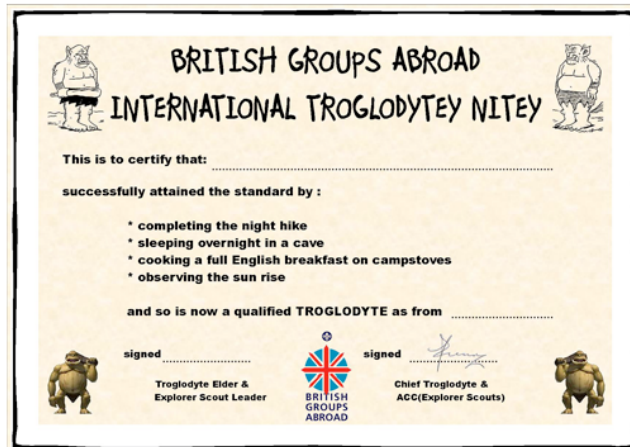 BRITISH GROUPS ABROAD
INTERNATIONAL TROGLODYTEY NITEY
This is to certify that:
successfully attained the standard by :
* completing the night hike
* sleeping overnight in a cave
* cooking a full English breakfast on campstoves
* observing the sun rise
and so is now a qualified TROGLODYTE as from
signed
signed
Troglodyte Elder &
Explorer Scout Leader
BRITISH
GROUPS
ABROAD
Chief Troglodyte &
ACC(Explorer Scouts)